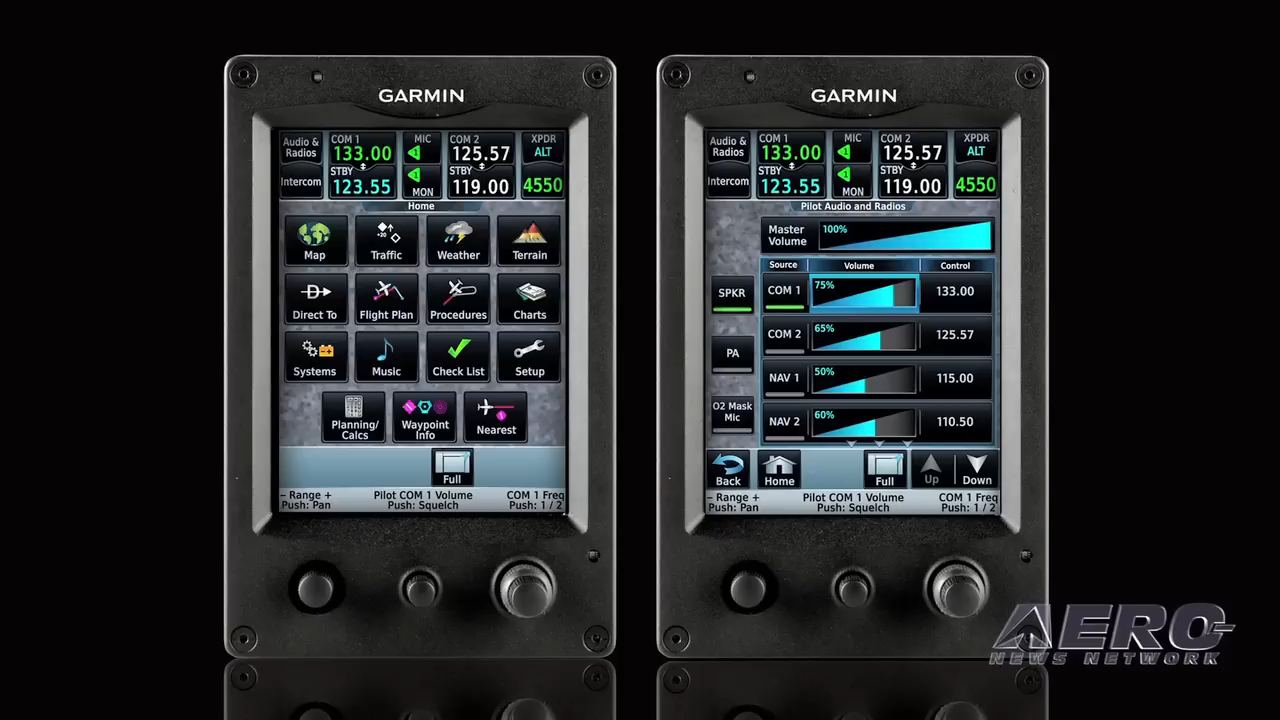 GARMIN
Audio & Radios
COM 1
133.00
STBY
123.55
MIC
1
1
MON
COM 2
125.57
STBY
119.00
XPDR
ALT
4550
Intercom
Home
Map
Traffic
Weather
Terrain
Direct To
Flight Plan
Procedures
Charts
Systems
Music
Check List
Setup
Planning/
Calcs
Waypoint
Info
Nearest
Full
– Range +
Push: Pan
Pilot COM 1 Volume
Push: Squelch
COM 1 Freq
Push: 1 / 2
GARMIN
Audio & Radios
COM 1
133.00
STBY
123.55
MIC
1
1
MON
COM 2
125.57
STBY
119.00
XPDR
ALT
4550
Intercom
Pilot Audio and Radios
Master
Volume
100%
Source
Volume
Control
SPKR
COM 1
75%
133.00
COM 2
65%
125.57
PA
NAV 1
50%
115.00
O2 Mask
Mic
NAV 2
60%
110.50
Back
Home
Full
Up
Down
– Range +
Push: Pan
Pilot COM 1 Volume
Push: Squelch
COM 1 Freq
Push: 1 / 2
AERO
NEWS NETWORK